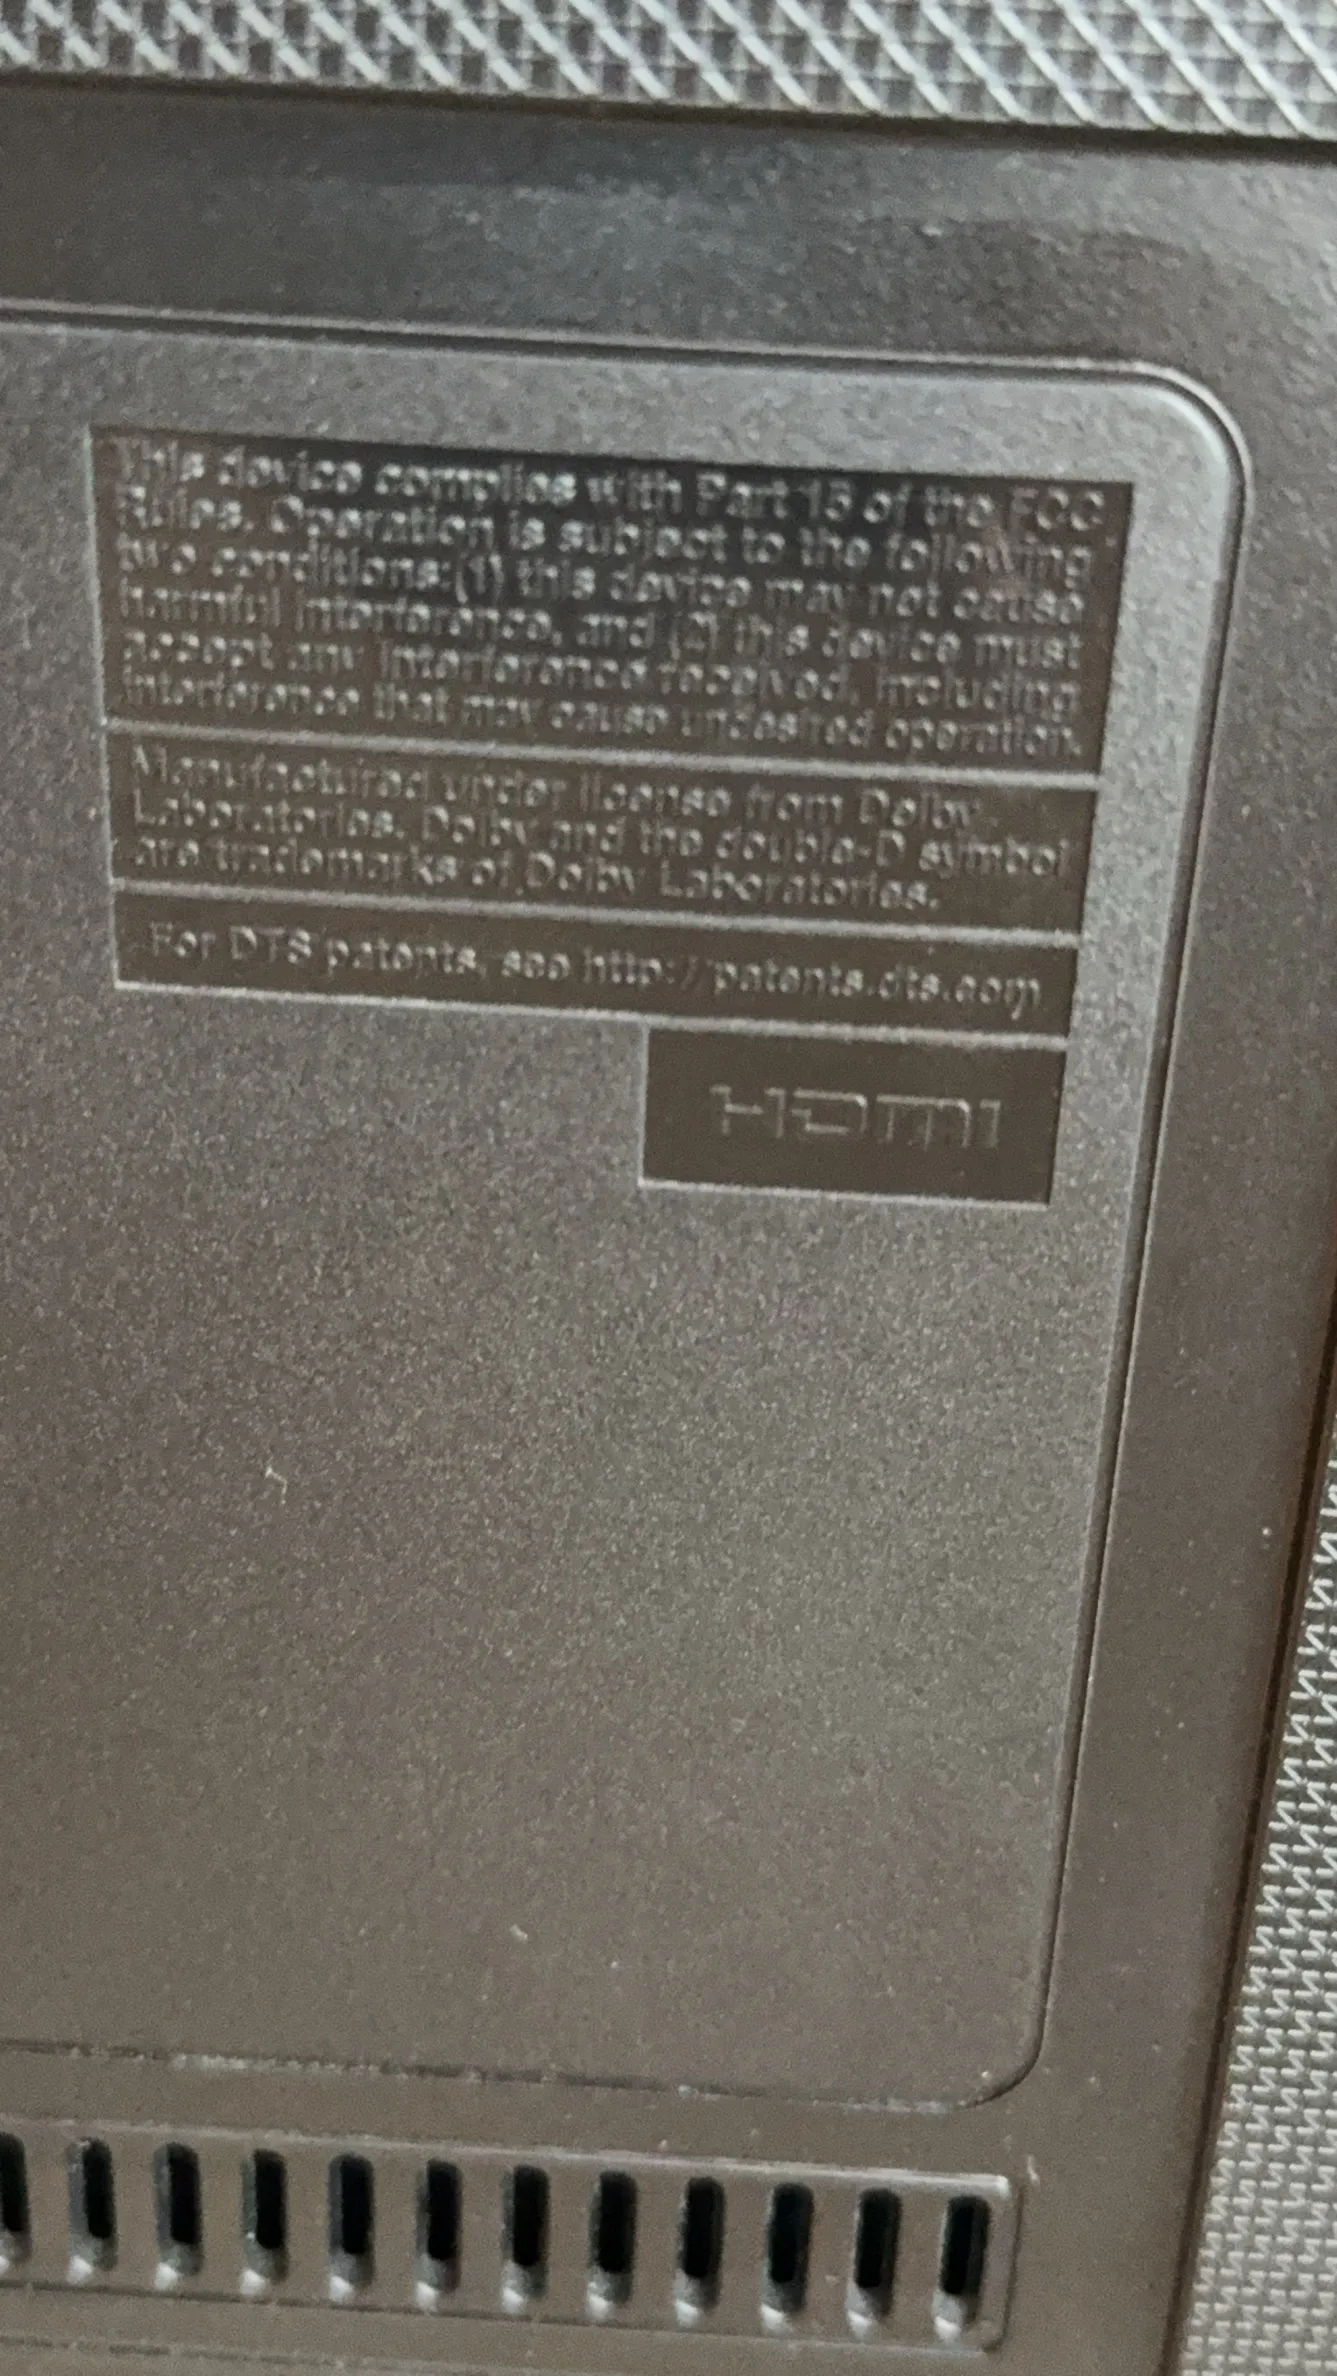 This device complies with Part 15 of the FCC
Rules. Operation is subject to the following
two conditions:(1) this device may not cause
harmful interference, and (2) this device must
accept any interference received, including
interference that may cause undesired operation.
Manufactured under license from Dolby
Laboratories. Dolby and the double-D symbol
are trademarks of Dolby Laboratories.
For DTS patents, see http://patents.dts.com
HDMI